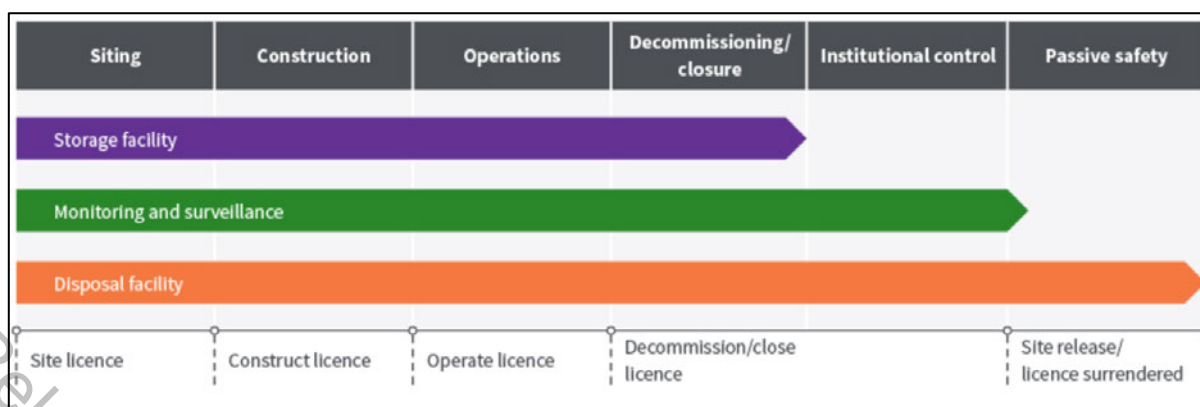 Siting
Construction
Operations
Decommissioning/
closure
Institutional control
Passive safety
Storage facility
Monitoring and surveillance
Disposal facility
Site licence
Construct licence
Operate licence
Decommission/close
licence
Site release/
licence surrendered